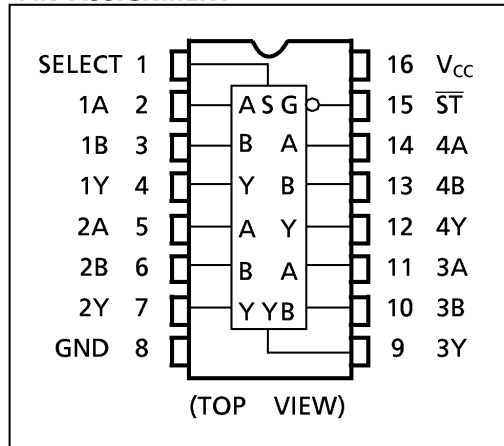 SELECT 1 16 VCC
1A 2 A S G 15 ST
1B 3 B A 14 4A
1Y 4 Y B 13 4B
2A 5 A Y 12 4Y
2B 6 B A 11 3A
2Y 7 Y Y B 10 3B
GND 8 9 3Y
(TOP VIEW)